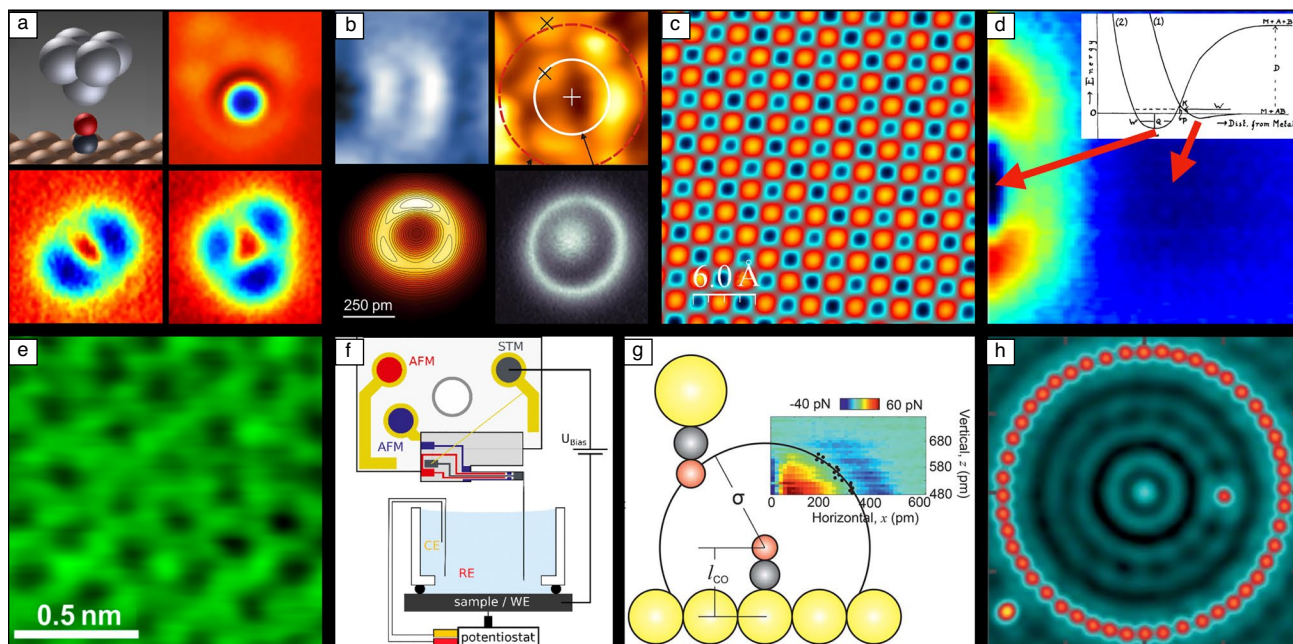 a
b
250 pm
c
6.0 Å
d
(2)
(1)
M+A+B
→Energy
D
K
W
O
W
Q
P
M+AB
→Dist. from Metal
e
0.5 nm
f
AFM
STM
AFM
U Bias
CE
RE
sample / WE
potentiostat
g
-40 pN
60 pN
Vertical, z (pm)
680
580
480
0
200
400
600
Horizontal, x (pm)
σ
lCO
h